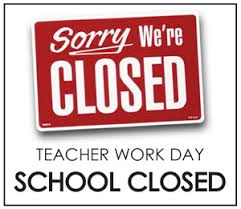 Sorry We're
CLOSED
TEACHER WORK DAY
SCHOOL CLOSED